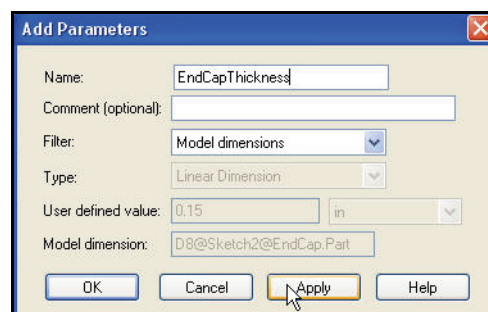 Add Parameters
Name: EndCapThickness
Comment (optional):
Filter: Model dimensions
Type: Linear Dimension
User defined value: 0.15 in
Model dimension: D8@Sketch2@EndCap.Part
OK Cancel Apply Help